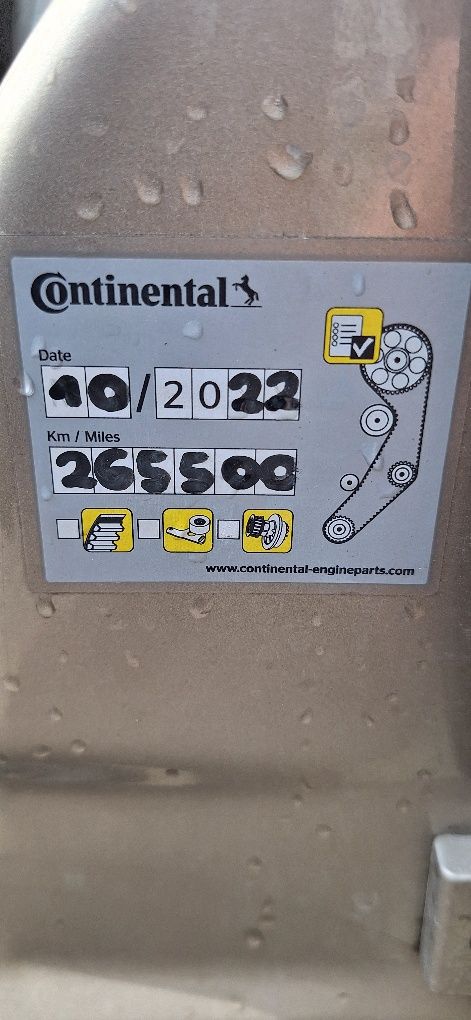 Continental
Date
10/2022
Km / Miles
265500
www.continental-engineparts.com